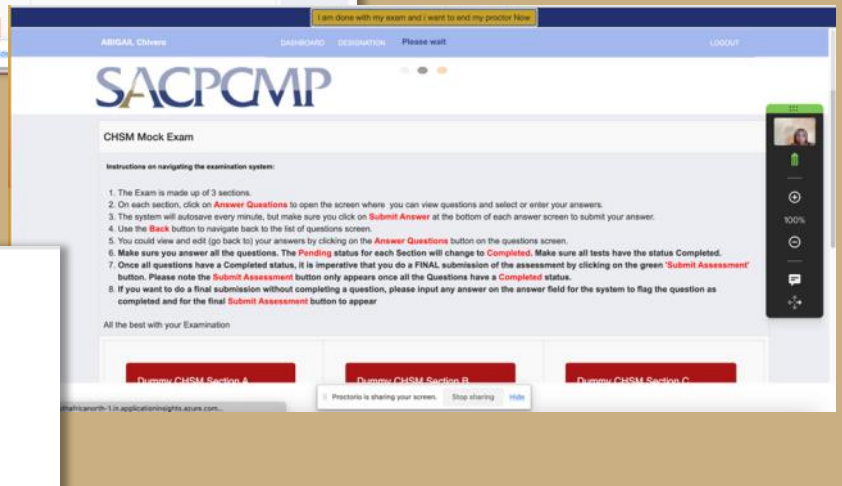 I am done with my exam and i want to end my proctor Now
ABIGAIL Chivero DASHBOARD DESIGNATION Please wait LOGOUT
SACPCMP
CHSM Mock Exam
Instructions on navigating the examination system:
1. The Exam is made up of 3 sections.
2. On each section, click on Answer Questions to open the screen where you can view questions and select or enter your answers.
3. The system will autosave every minute, but make sure you click on Submit Answer at the bottom of each answer screen to submit your answer.
4. Use the Back button to navigate back to the list of questions screen.
5. You could view and edit (go back to) your answers by clicking on the Answer Questions button on the questions screen.
6. Make sure you answer all the questions. The Pending status for each Section will change to Completed. Make sure all tests have the status Completed.
7. Once all questions have a Completed status, it is imperative that you do a FINAL submission of the assessment by clicking on the green 'Submit Assessment'
button. Please note the Submit Assessment button only appears once all the Questions have a Completed status.
8. If you want to do a final submission without completing a question, please input any answer on the answer field for the system to flag the question as
completed and for the final Submit Assessment button to appear
All the best with your Examination
100%
Dummy CHSM Section A Dummy CHSM Section B Dummy CHSM Section C
Proctorio is sharing your screen. Stop sharing Hide